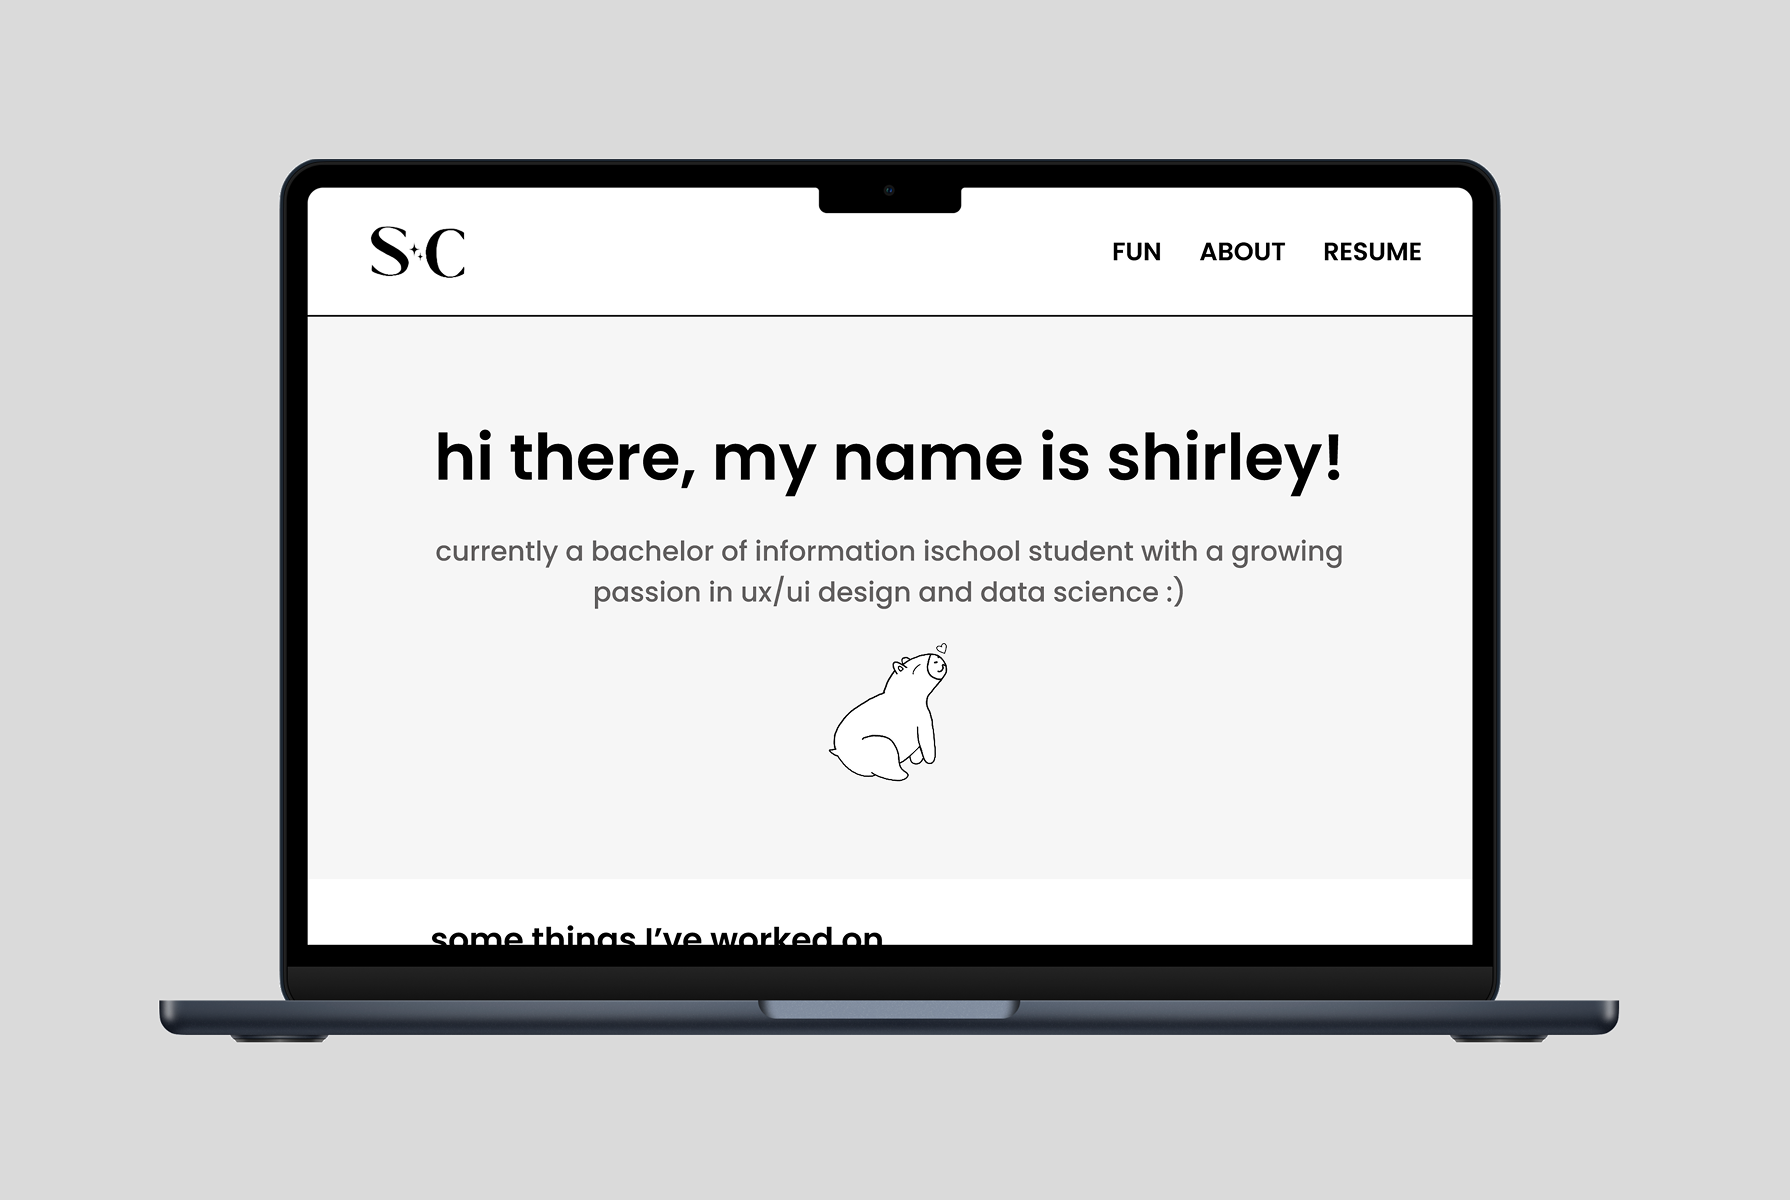 S C
FUN ABOUT RESUME
hi there, my name is shirley!
currently a bachelor of information ischool student with a growing
passion in ux/ui design and data science :)
some things I’ve worked on